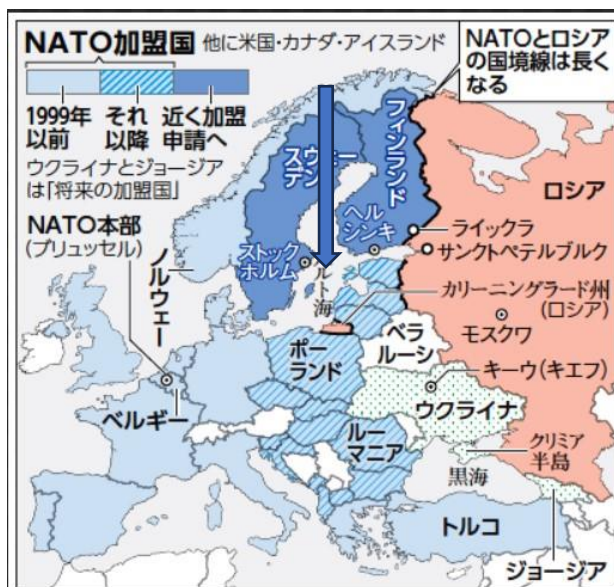 NATO加盟国 他に米国・カナダ・アイスランド
1999年
以前
それ
以降
近く加盟
申請へ
ウクライナとジョージア
は「将来の加盟国」
NATOとロシア
の国境線は長く
なる
NATO本部
(ブリュッセル)
ノルウェー
スウェー
デン
フィンランド
ヘル
シンキ
ストック
ホルム
ルト海
ロシア
ライックラ
サンクトペテルブルク
カリーニングラード州
(ロシア)
モスクワ
ベラ
ルーシ
ポー
ランド
キーウ(キエフ)
ウクライナ
ベルギー
ルー
マニア
クリミア
半島
黒海
トルコ
ジョージア